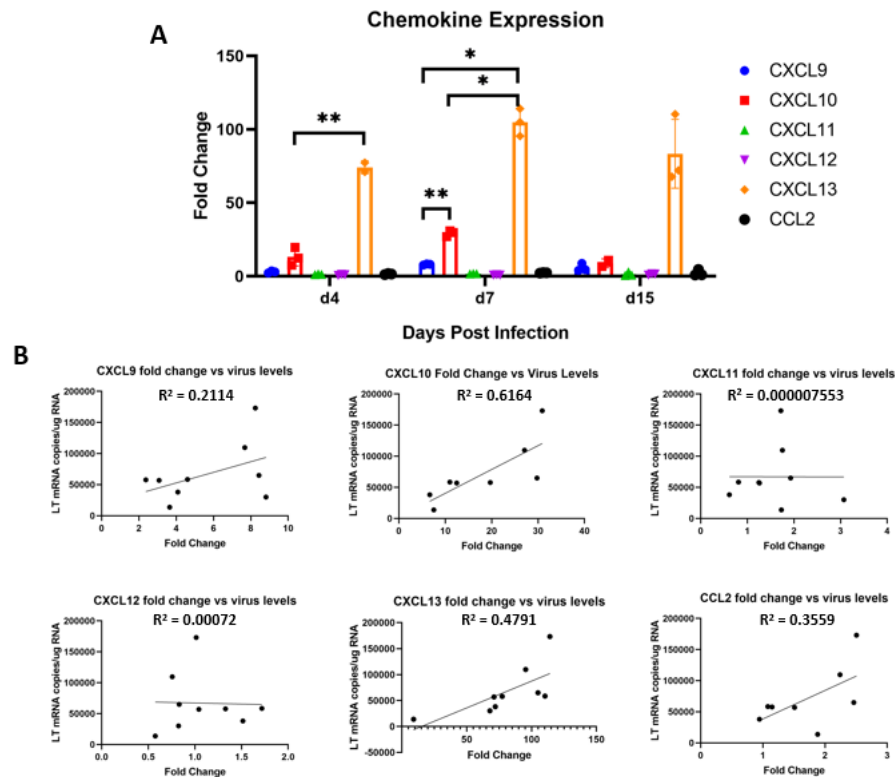 Chemokine Expression
A
Fold Change
150
100
50
0
**
**
*
*
d4
d7
d15
Days Post Infection
CXCL9
CXCL10
CXCL11
CXCL12
CXCL13
CCL2
B
CXCL9 fold change vs virus levels
R² = 0.2114
LT mRNA copies/ug RNA
200000
150000
100000
50000
0
0 2 4 6 8 10
Fold Change
CXCL10 Fold Change vs Virus Levels
R² = 0.6164
LT mRNA copies/ug RNA
200000
150000
100000
50000
0
0 10 20 30 40
Fold Change
CXCL11 fold change vs virus levels
R² = 0.000007553
LT mRNA copies/ug RNA
200000
150000
100000
50000
0
0 1 2 3 4
Fold Change
CXCL12 fold change vs virus levels
R² = 0.00072
LT mRNA copies/ug RNA
200000
150000
100000
50000
0
0.0 0.5 1.0 1.5 2.0
Fold Change
CXCL13 fold change vs virus levels
R² = 0.4791
LT mRNA copies/ug RNA
200000
150000
100000
50000
0
-50000
50 100 150
Fold Change
CCL2 fold change vs virus levels
R² = 0.3559
LT mRNA copies/ug RNA
200000
150000
100000
50000
0
0 1 2 3
Fold Change